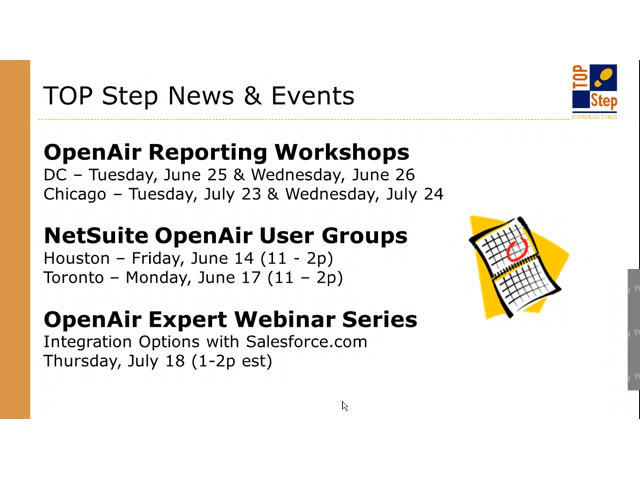 TOP Step News & Events
TOP
Step
CONSULTING
OpenAir Reporting Workshops
DC – Tuesday, June 25 & Wednesday, June 26
Chicago – Tuesday, July 23 & Wednesday, July 24
NetSuite OpenAir User Groups
Houston – Friday, June 14 (11 - 2p)
Toronto – Monday, June 17 (11 – 2p)
OpenAir Expert Webinar Series
Integration Options with Salesforce.com
Thursday, July 18 (1-2p est)